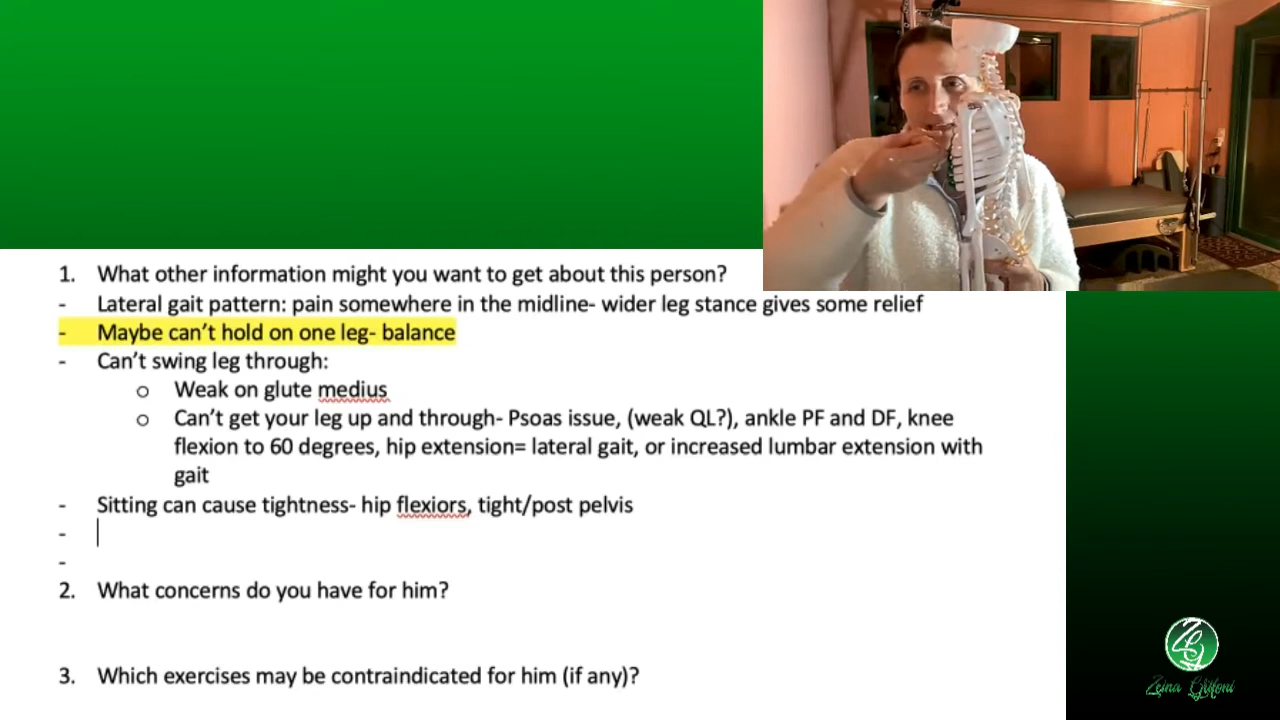 1. What other information might you want to get about this person?
- Lateral gait pattern: pain somewhere in the midline- wider leg stance gives some relief
- Maybe can't hold on one leg- balance
- Can't swing leg through:
o Weak on glute medius
o Can't get your leg up and through- Psoas issue, (weak QL?), ankle PF and DF, knee
flexion to 60 degrees, hip extension= lateral gait, or increased lumbar extension with
gait
- Sitting can cause tightness- hip flexiors, tight/post pelvis
-
-
2. What concerns do you have for him?
3. Which exercises may be contraindicated for him (if any)?
ZG
Zeina Grifoni